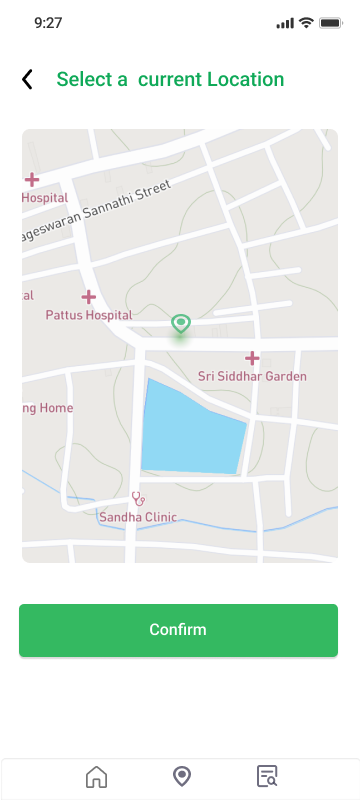 9:27
Select a current Location
Hospital
ageswaran Sannathi Street
al
Pattus Hospital
Sri Siddhar Garden
ng Home
Sandha Clinic
Confirm